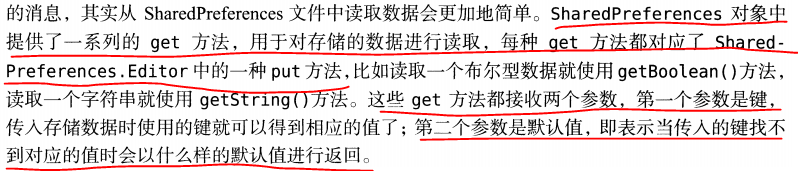 的消息，其实从 SharedPreferences 文件中读取数据会更加地简单。SharedPreferences 对象中
提供了一系列的 get 方法，用于对存储的数据进行读取，每种 get 方法都对应了 Shared-
Preferences.Editor 中的一种 put 方法，比如读取一个布尔型数据就使用 getBoolean()方法，
读取一个字符串就使用 getString()方法。这些 get 方法都接收两个参数，第一个参数是键，
传入存储数据时使用的键就可以得到相应的值了；第二个参数是默认值，即表示当传入的键找不
到对应的值时会以什么样的默认值进行返回。